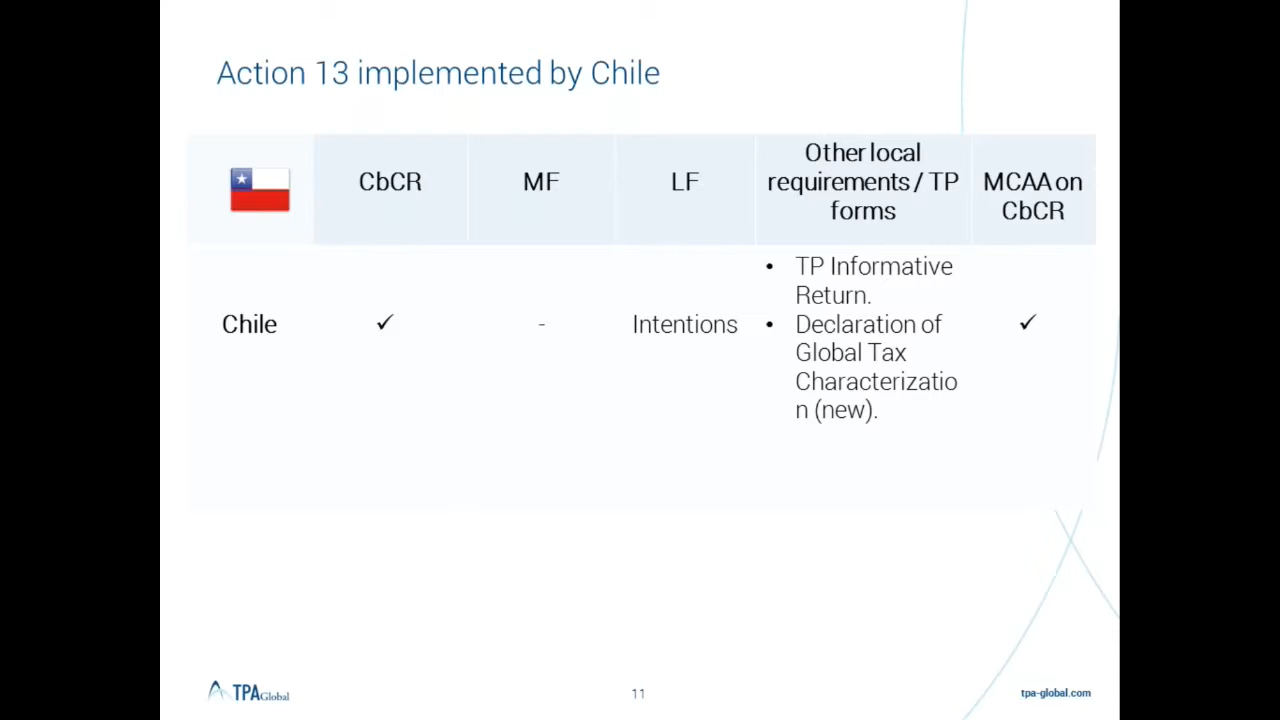 Action 13 implemented by Chile
CbCR
MF
LF
Other local
requirements / TP
forms
MCAA on
CbCR
Chile
✓
-
Intentions
• TP Informative
Return.
• Declaration of
Global Tax
Characterizatio
n (new).
✓
TPA Global
11
tpa-global.com